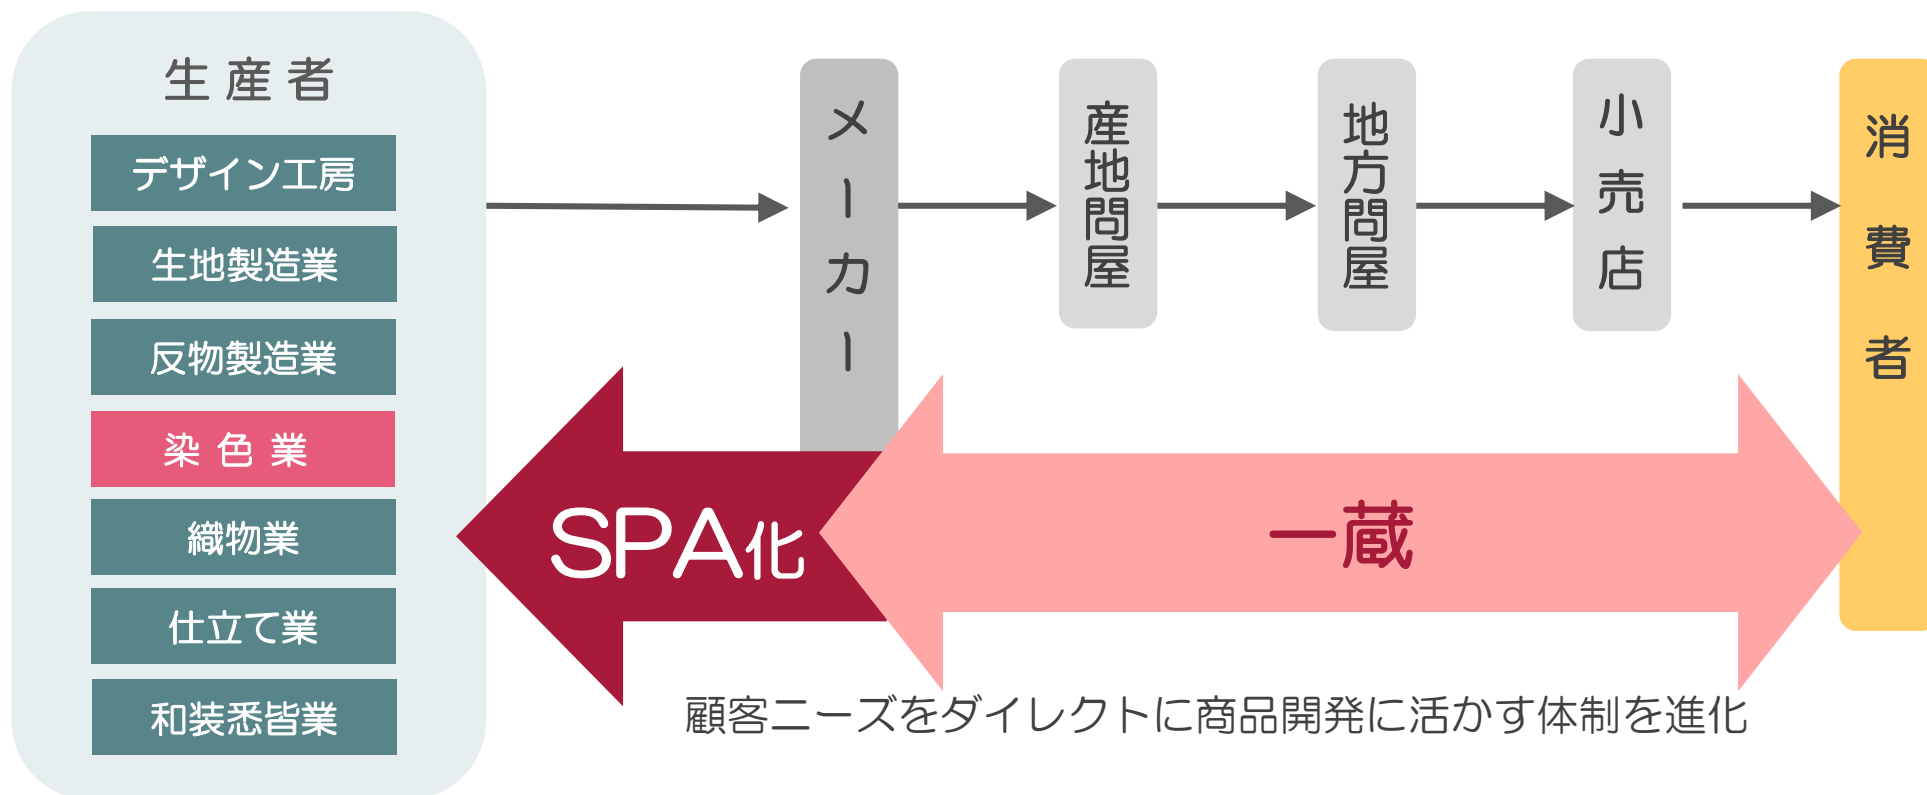 生産者
デザイン工房
生地製造業
反物製造業
染色業
織物業
仕立て業
和装悉皆業
メーカー
産地問屋
地方問屋
小売店
消費者
SPA化
一蔵
顧客ニーズをダイレクトに商品開発に活かす体制を進化